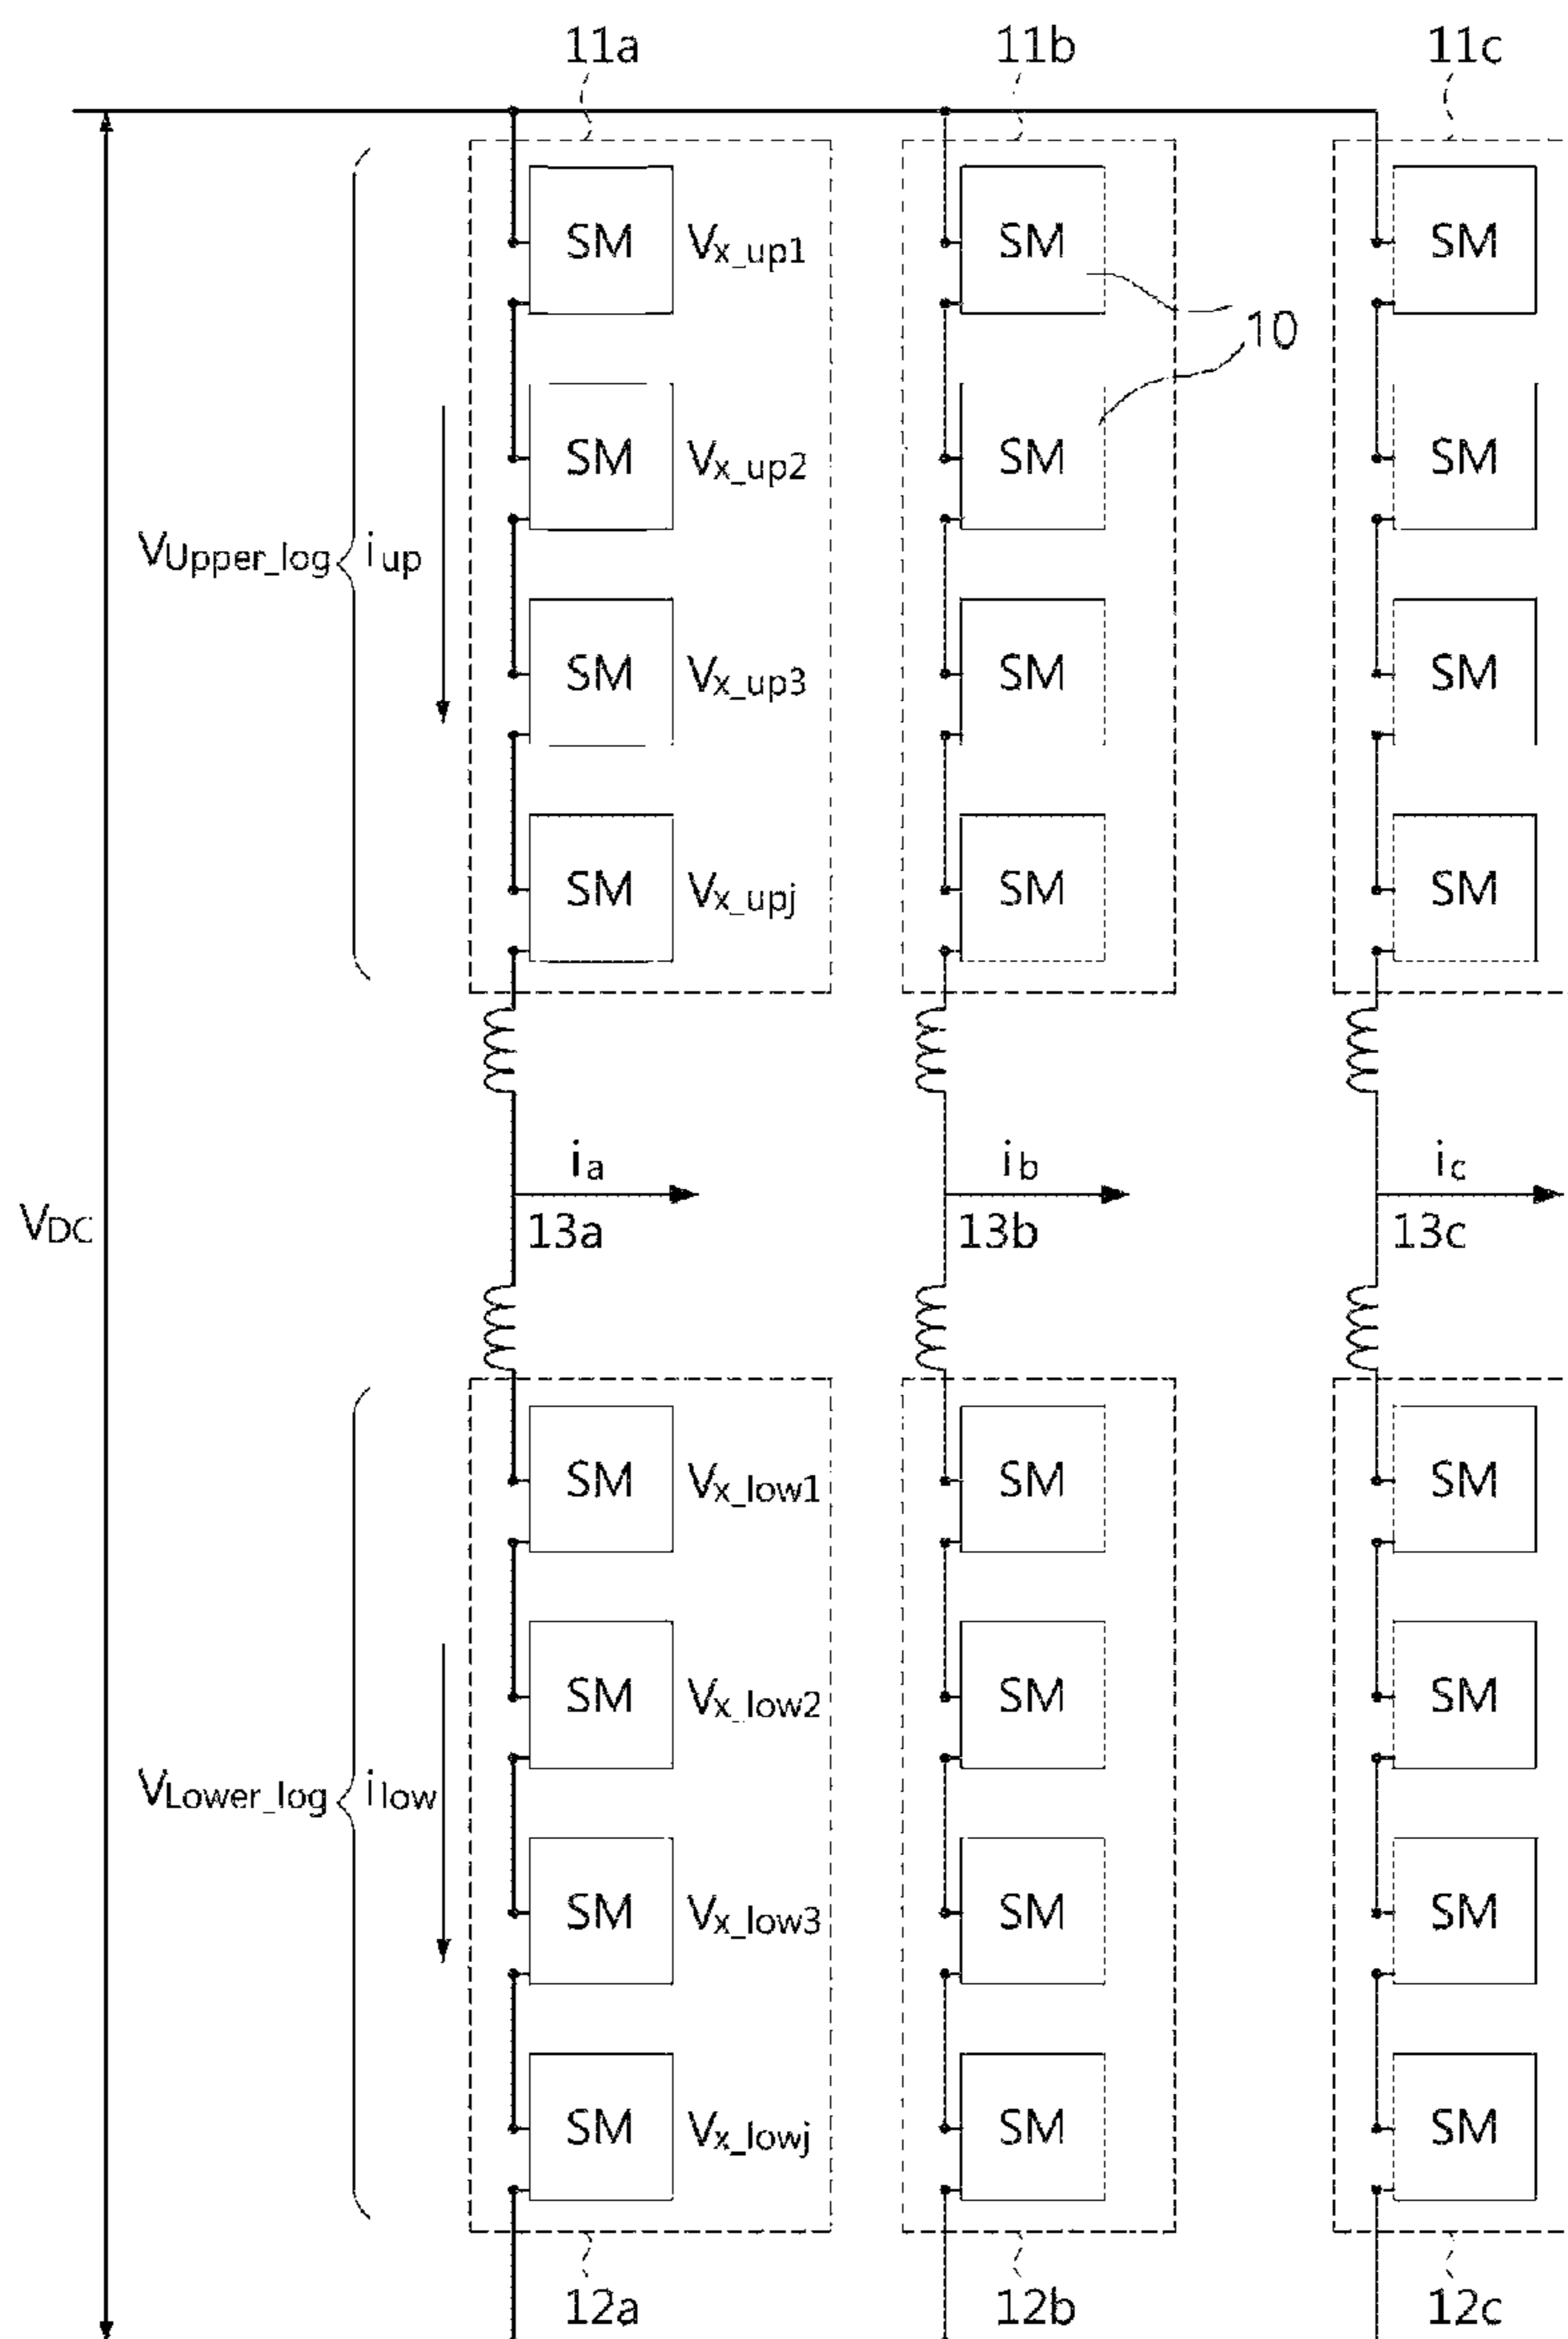 11a 11b 11c
SM Vx_up1 SM SM
10
SM Vx_up2 SM SM
VUpper_log iup
SM Vx_up3 SM SM
SM Vx_upj SM SM
ia ib ic
VDC 13a 13b 13c
SM Vx_low1 SM SM
SM Vx_low2 SM SM
VLower_log ilow
SM Vx_low3 SM SM
SM Vx_lowj SM SM
12a 12b 12c